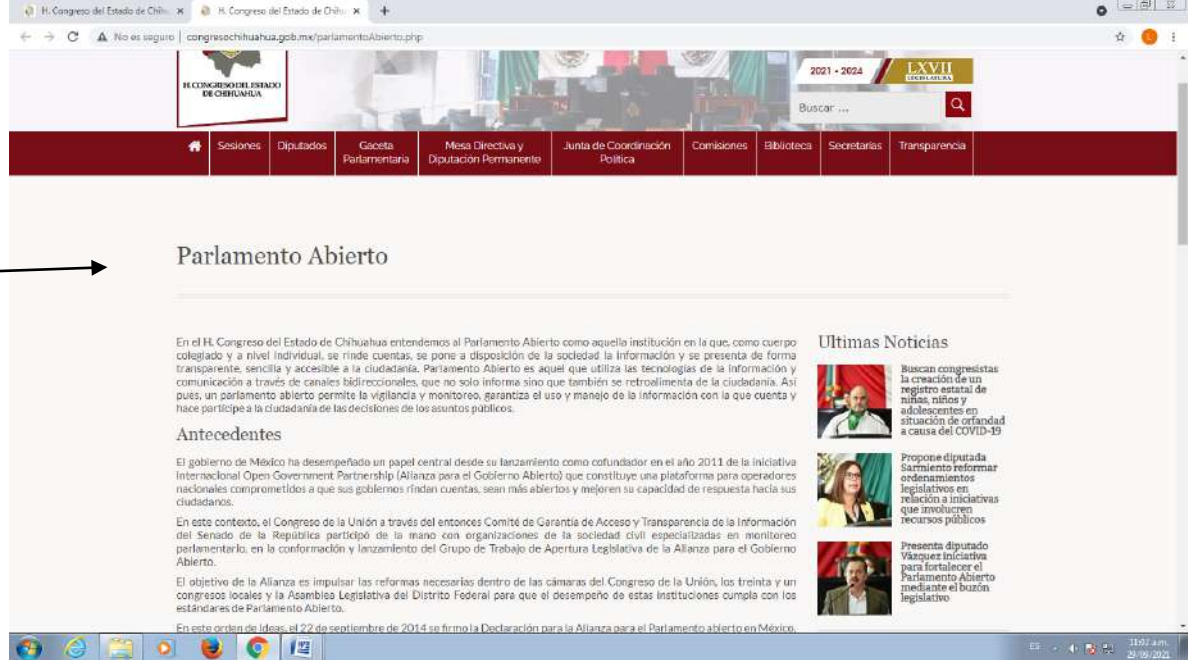 H. Congreso del Estado de Chihu
H. Congreso del Estado de Chihu
No es seguro | congresochihuahua.gob.mx/parlamentoAbierto.php
H. CONGRESO DEL ESTADO
DE CHIHUAHUA
2021 - 2024
LXVII
LEGISLATURA
Buscar ...
Sesiones
Diputados
Gaceta
Parlamentaria
Mesa Directiva y
Diputación Permanente
Junta de Coordinación
Política
Comisiones
Biblioteca
Secretarías
Transparencia
Parlamento Abierto
En el H. Congreso del Estado de Chihuahua entendemos al Parlamento Abierto como aquella institución en la que, como cuerpo
colegiado y a nivel individual, se rinde cuentas, se pone a disposición de la sociedad la información y se presenta de forma
transparente, sencilla y accesible a la ciudadanía. Parlamento Abierto es aquel que utiliza las tecnologías de la información y
comunicación a través de canales bidireccionales, que no solo informa sino que también se retroalimenta de la ciudadanía. Así
pues, un parlamento abierto permite la vigilancia y monitoreo, garantiza el uso y manejo de la información con la que cuenta y
hace partícipe a la ciudadanía de las decisiones de los asuntos públicos.
Antecedentes
El gobierno de México ha desempeñado un papel central desde su lanzamiento como cofundador en el año 2011 de la iniciativa
internacional Open Government Partnership (Alianza para el Gobierno Abierto) que constituye una plataforma para operadores
nacionales comprometidos a que sus gobiernos rindan cuentas, sean más abiertos y mejoren su capacidad de respuesta hacia sus
ciudadanos.
En este contexto, el Congreso de la Unión a través del entonces Comité de Garantía de Acceso y Transparencia de la Información
del Senado de la República participó de la mano con organizaciones de la sociedad civil especializadas en monitoreo
parlamentario, en la conformación y lanzamiento del Grupo de Trabajo de Apertura Legislativa de la Alianza para el Gobierno
Abierto.
El objetivo de la Alianza es impulsar las reformas necesarias dentro de las cámaras del Congreso de la Unión, los treinta y un
congresos locales y la Asamblea Legislativa del Distrito Federal para que el desempeño de estas instituciones cumpla con los
estándares de Parlamento Abierto.
En este orden de ideas, el 22 de septiembre de 2014 se firmo la Declaración para la Alianza para el Parlamento abierto en México,
Ultimas Noticias
Buscan congresistas
la creación de un
registro estatal de
niñas, niños y
adolescentes en
situación de orfandad
a causa del COVID-19
Propone diputada
Sarmiento reformar
ordenamientos
legislativos en
relación a iniciativas
que involucren
recursos públicos
Presenta diputado
Vázquez iniciativa
para fortalecer el
Parlamento Abierto
mediante el buzón
legislativo
ES
11:07 a.m.
29/09/2021